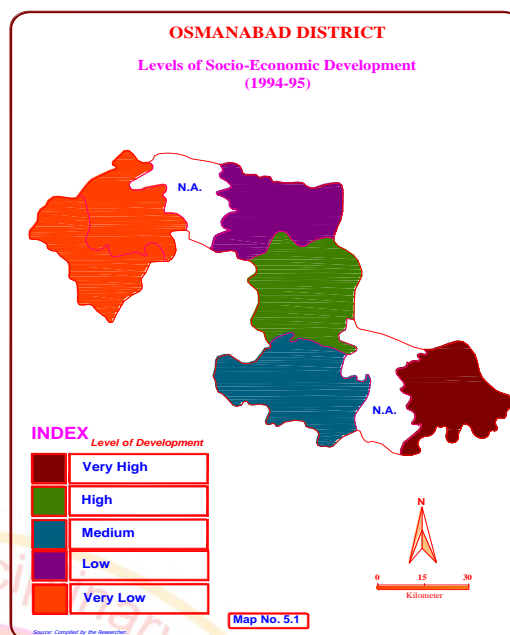 OSMANABAD DISTRICT
Levels of Socio-Economic Development
(1994-95)
N.A.
N.A.
INDEX
Level of Development
Very High
High
Medium
Low
Very Low
N
0 15 30
Kilometer
Map No. 5.1
Source: Compiled by the Researcher.